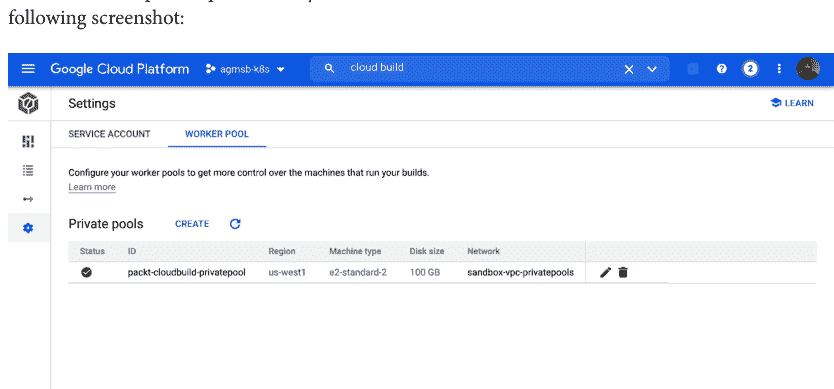 following screenshot:
Google Cloud Platform agmsb-k8s cloud build 2
Settings LEARN
SERVICE ACCOUNT WORKER POOL
Configure your worker pools to get more control over the machines that run your builds.
Learn more
Private pools CREATE
Status ID Region Machine type Disk size Network
packt-cloudbuild-privatepool us-west1 e2-standard-2 100 GB sandbox-vpc-privatepools